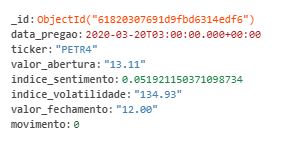 _id: ObjectId("61820307691d9fbd6314edf6")
data_pregao: 2020-03-20T03:00:00.000+00:00
ticker: "PETR4"
valor_abertura: "13.11"
indice_sentimento: 0.051921150371098734
indice_volatilidade: "134.93"
valor_fechamento: "12.00"
movimento: 0